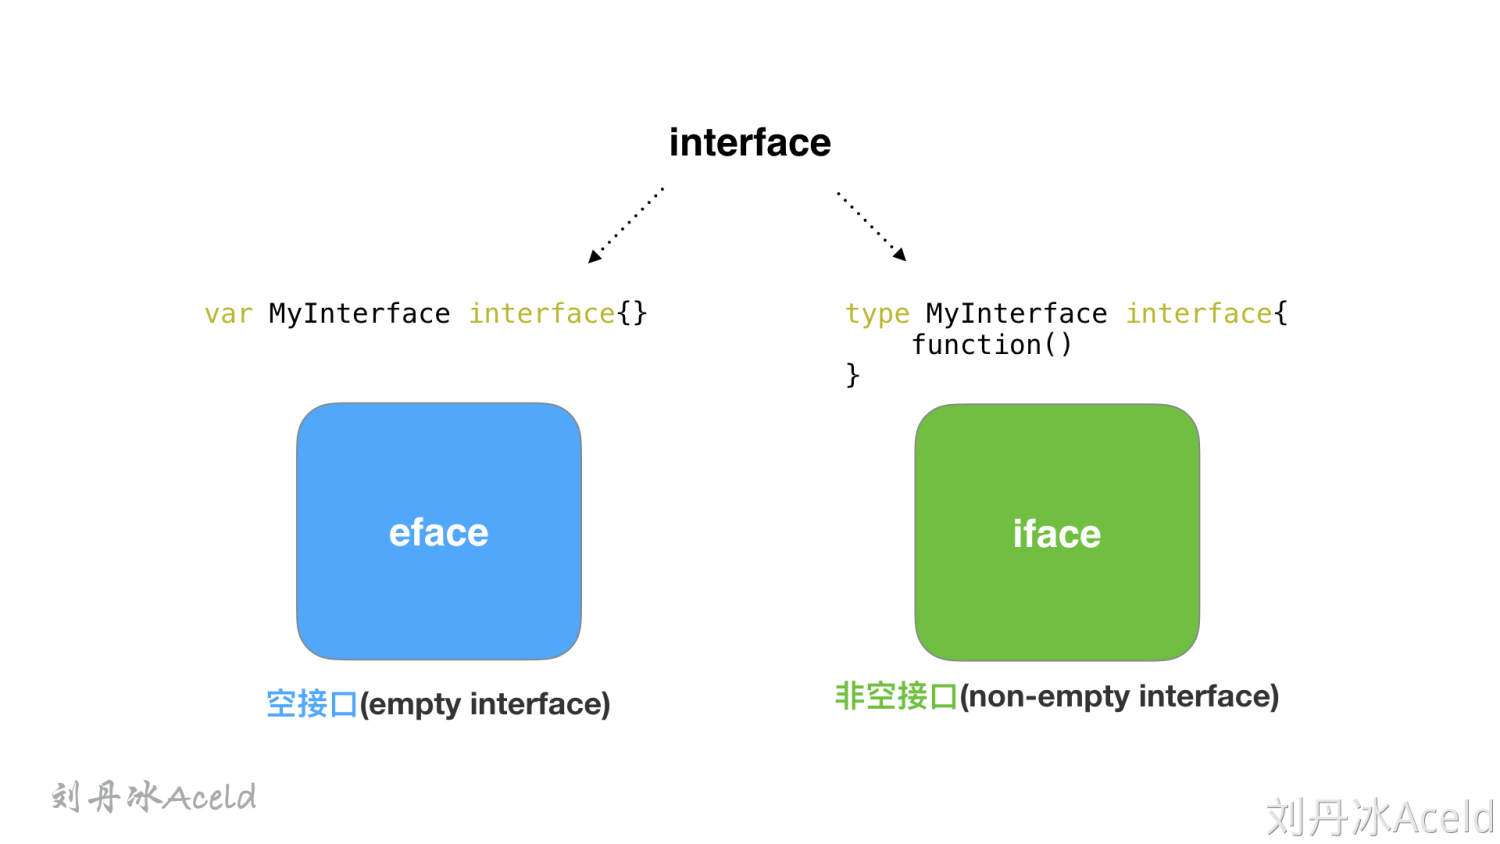 interface
var MyInterface interface{}
type MyInterface interface{
    function()
}
eface
iface
空接口(empty interface)
非空接口(non-empty interface)
刘丹冰Aceld
刘丹冰Aceld